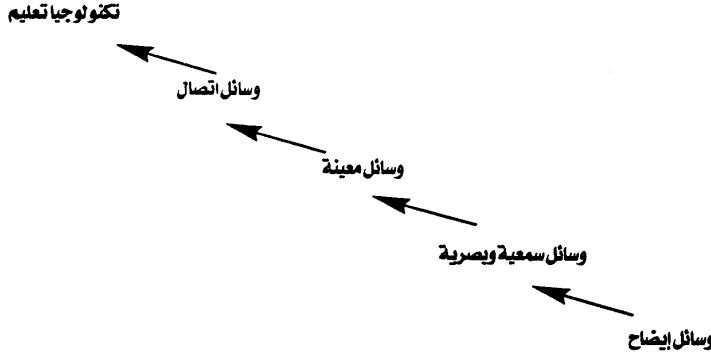 تكنولوجيا تعليم
وسائل اتصال
وسائل معينة
وسائل سمعية وبصرية
وسائل إيضاح